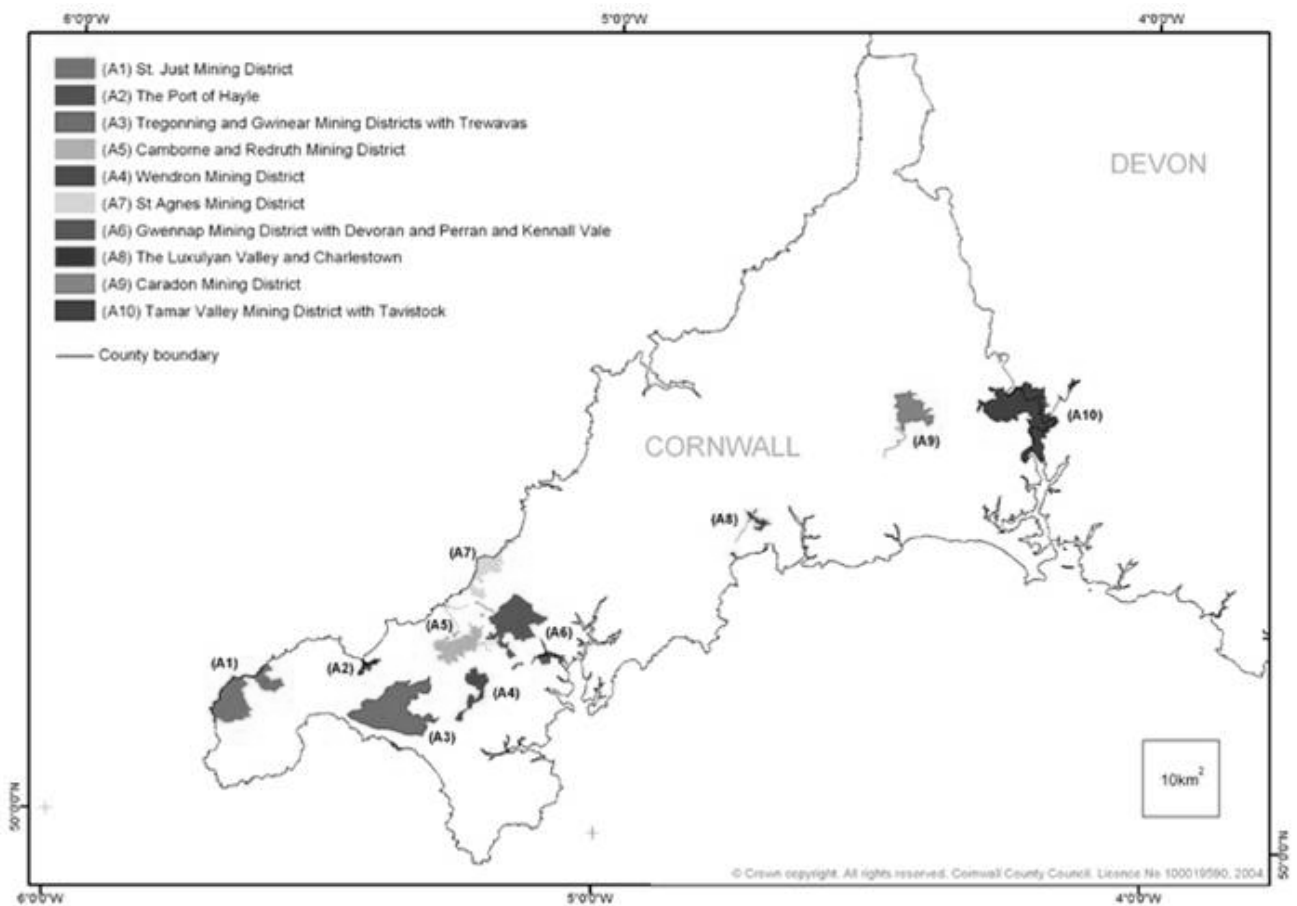 6°0'0"W 5°0'0"W 4°0'0"W
(A1) St. Just Mining District
(A2) The Port of Hayle
(A3) Tregonning and Gwinear Mining Districts with Trewavas
(A5) Camborne and Redruth Mining District
(A4) Wendron Mining District
(A7) St Agnes Mining District
(A6) Gwennap Mining District with Devoran and Perran and Kennall Vale
(A8) The Luxulyan Valley and Charlestown
(A9) Caradon Mining District
(A10) Tamar Valley Mining District with Tavistock
County boundary
DEVON
CORNWALL
(A10)
(A9)
(A8)
(A7)
(A5)
(A6)
(A1)
(A2)
(A4)
(A3)
10km²
50°0'0"N
50°0'0"N
© Crown copyright. All rights reserved. Cornwall County Council. Licence No 100019590, 2004
6°0'0"W 5°0'0"W 4°0'0"W